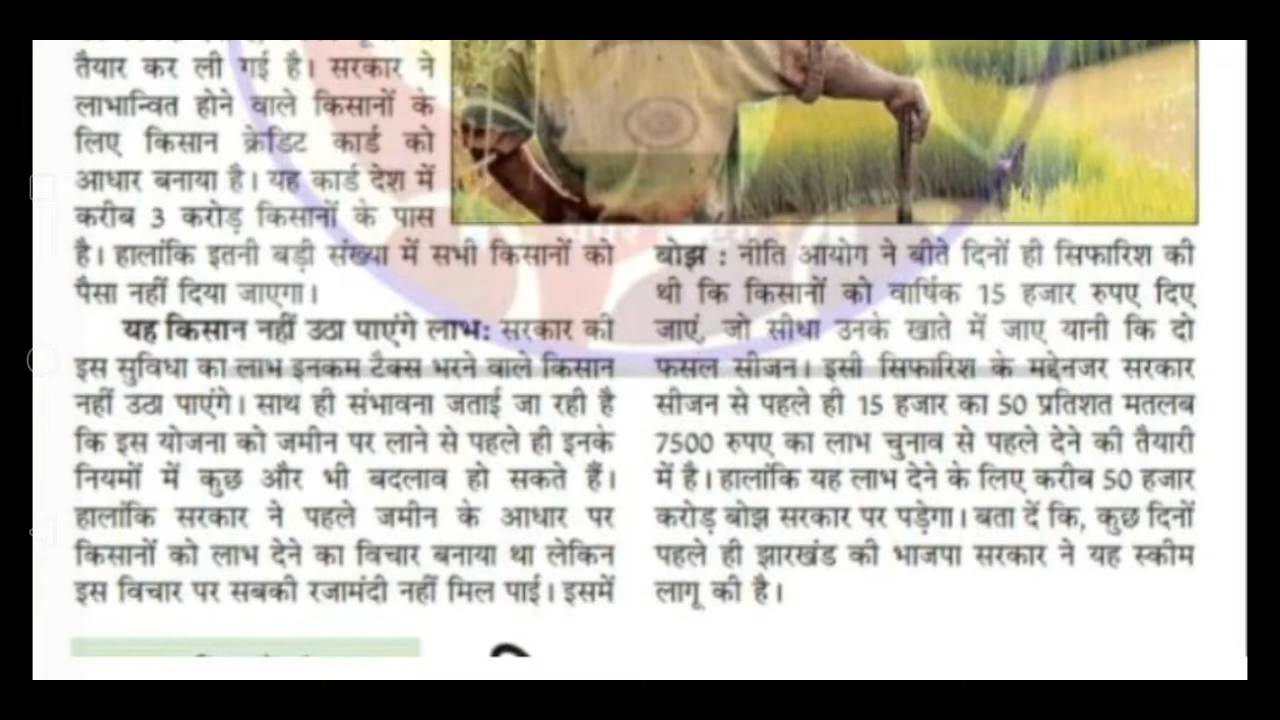 तैयार कर ली गई है। सरकार ने
लाभान्वित होने वाले किसानों के
लिए किसान क्रेडिट कार्ड को
आधार बनाया है। यह कार्ड देश में
करीब 3 करोड़ किसानों के पास
है। हालांकि इतनी बड़ी संख्या में सभी किसानों को
पैसा नहीं दिया जाएगा।
यह किसान नहीं उठा पाएंगे लाभ: सरकार की
इस सुविधा का लाभ इनकम टैक्स भरने वाले किसान
नहीं उठा पाएंगे। साथ ही संभावना जताई जा रही है
कि इस योजना को जमीन पर लाने से पहले ही इनके
नियमों में कुछ और भी बदलाव हो सकते हैं।
हालांकि सरकार ने पहले जमीन के आधार पर
किसानों को लाभ देने का विचार बनाया था लेकिन
इस विचार पर सबकी रजामंदी नहीं मिल पाई। इसमें
बोझ : नीति आयोग ने बीते दिनों ही सिफारिश की
थी कि किसानों को वार्षिक 15 हजार रुपए दिए
जाएं, जो सीधा उनके खाते में जाए यानी कि दो
फसल सीजन। इसी सिफारिश के मद्देनजर सरकार
सीजन से पहले ही 15 हजार का 50 प्रतिशत मतलब
7500 रुपए का लाभ चुनाव से पहले देने की तैयारी
में है। हालांकि यह लाभ देने के लिए करीब 50 हजार
करोड़ बोझ सरकार पर पड़ेगा। बता दें कि, कुछ दिनों
पहले ही झारखंड की भाजपा सरकार ने यह स्कीम
लागू की है।